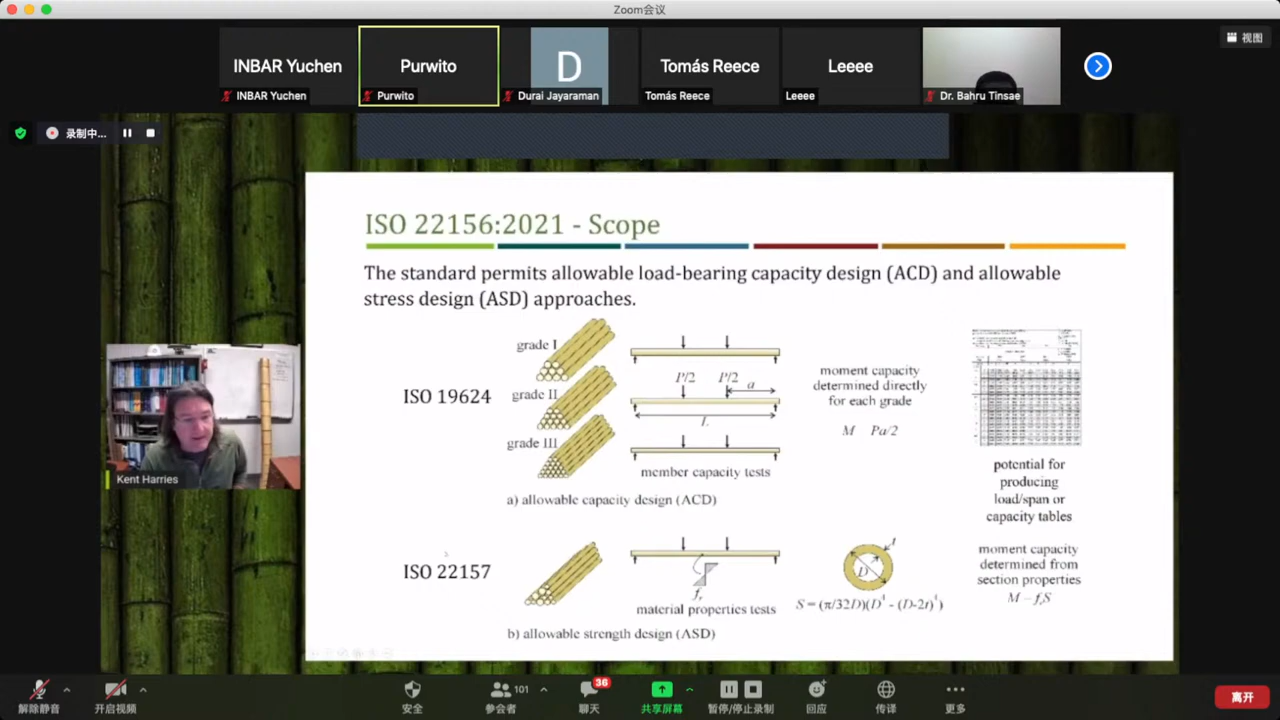 Zoom会议
视图
INBAR Yuchen
Purwito
D
Tomás Reece
Leeee
INBAR Yuchen
Purwito
Durai Jayaraman
Tomás Reece
Leeee
Dr. Bahru Tinsae
录制中...
ISO 22156:2021 - Scope
The standard permits allowable load-bearing capacity design (ACD) and allowable
stress design (ASD) approaches.
ISO 19624
grade I
grade II
grade III
P/2 P/2
a
L
member capacity tests
a) allowable capacity design (ACD)
moment capacity
determined directly
for each grade
M Pa/2
potential for
producing
load/span or
capacity tables
Kent Harries
ISO 22157
fr
material properties tests
b) allowable strength design (ASD)
t
D
S = (π/32D)(D⁴ - (D-2t)⁴)
moment capacity
determined from
section properties
M = frS
解除静音
开启视频
安全
101
参会者
36
聊天
共享屏幕
暂停/停止录制
回应
传译
更多
离开